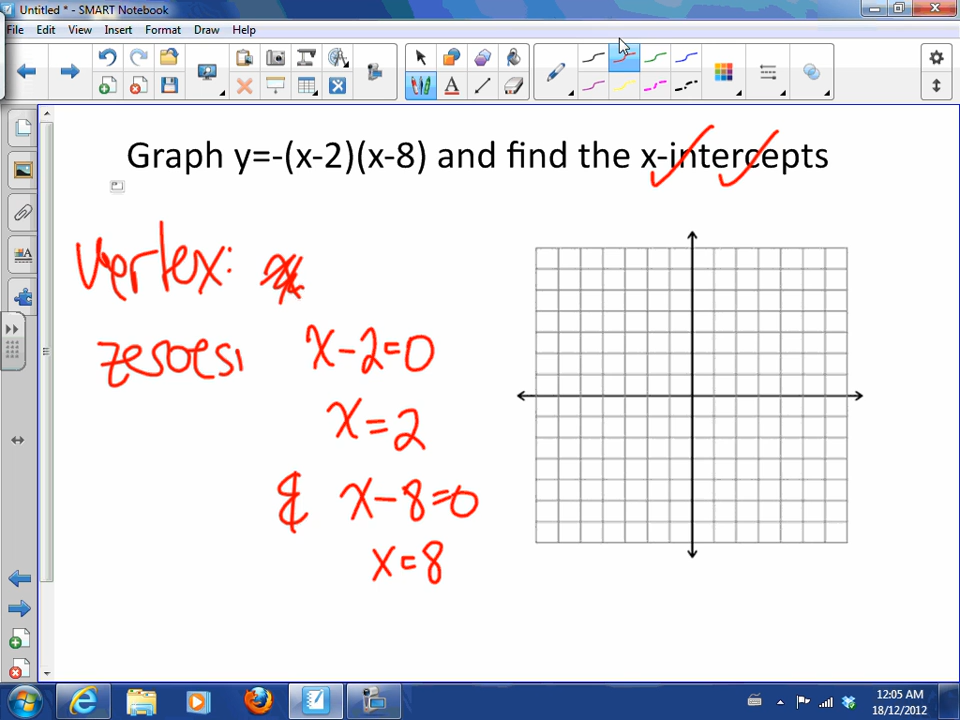 Untitled * - SMART Notebook
File Edit View Insert Format Draw Help
Graph y=-(x-2)(x-8) and find the x-intercepts
vertex:
zeroes: x-2=0
x=2
& x-8=0
x=8
12:05 AM
18/12/2012